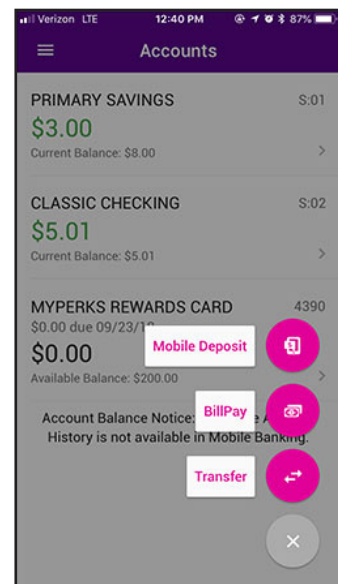 Verizon LTE 12:40 PM 87%
Accounts
PRIMARY SAVINGS S:01
$3.00
Current Balance: $8.00
CLASSIC CHECKING S:02
$5.01
Current Balance: $5.01
MYPERKS REWARDS CARD 4390
$0.00 due 09/23/
$0.00
Mobile Deposit
Available Balance: $200.00
BillPay
Account Balance Notice:
History is not available in Mobile Banking.
Transfer